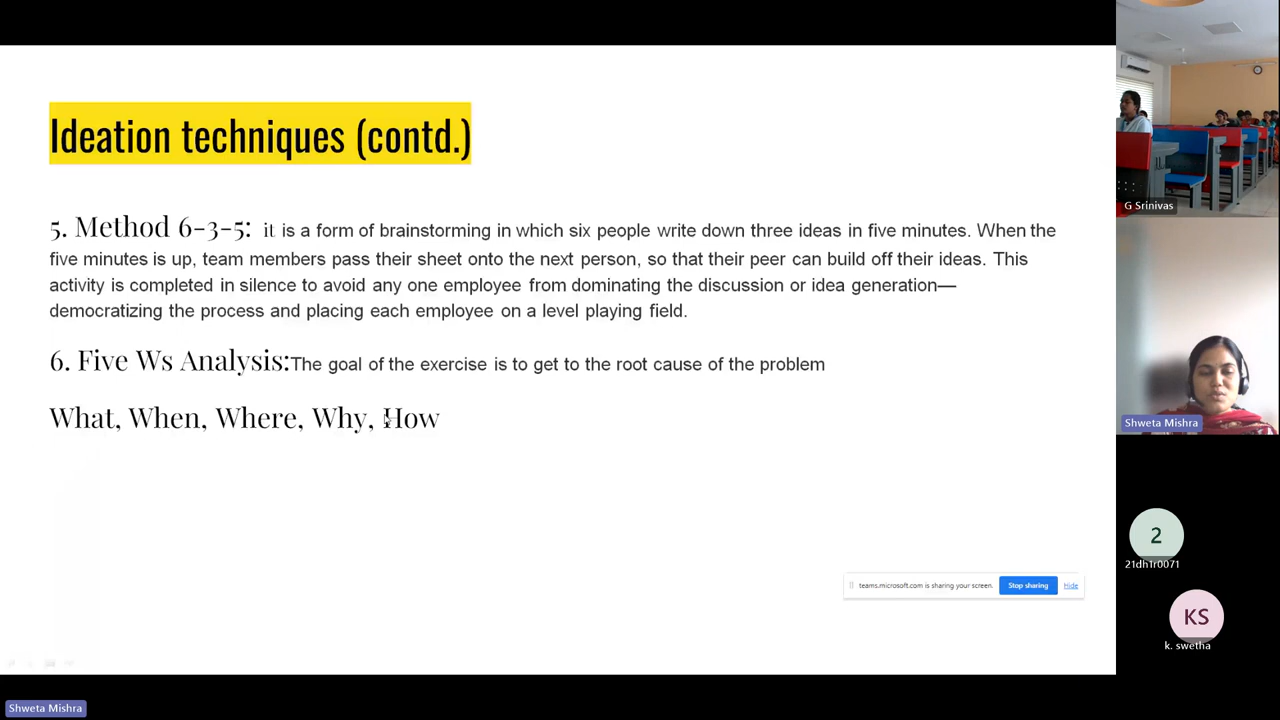 Ideation techniques (contd.)
5. Method 6-3-5: it is a form of brainstorming in which six people write down three ideas in five minutes. When the
five minutes is up, team members pass their sheet onto the next person, so that their peer can build off their ideas. This
activity is completed in silence to avoid any one employee from dominating the discussion or idea generation—
democratizing the process and placing each employee on a level playing field.
6. Five Ws Analysis:The goal of the exercise is to get to the root cause of the problem
What, When, Where, Why, How
teams.microsoft.com is sharing your screen. Stop sharing Hide
Shweta Mishra
G Srinivas
Shweta Mishra
2
21dh1r0071
KS
k. swetha